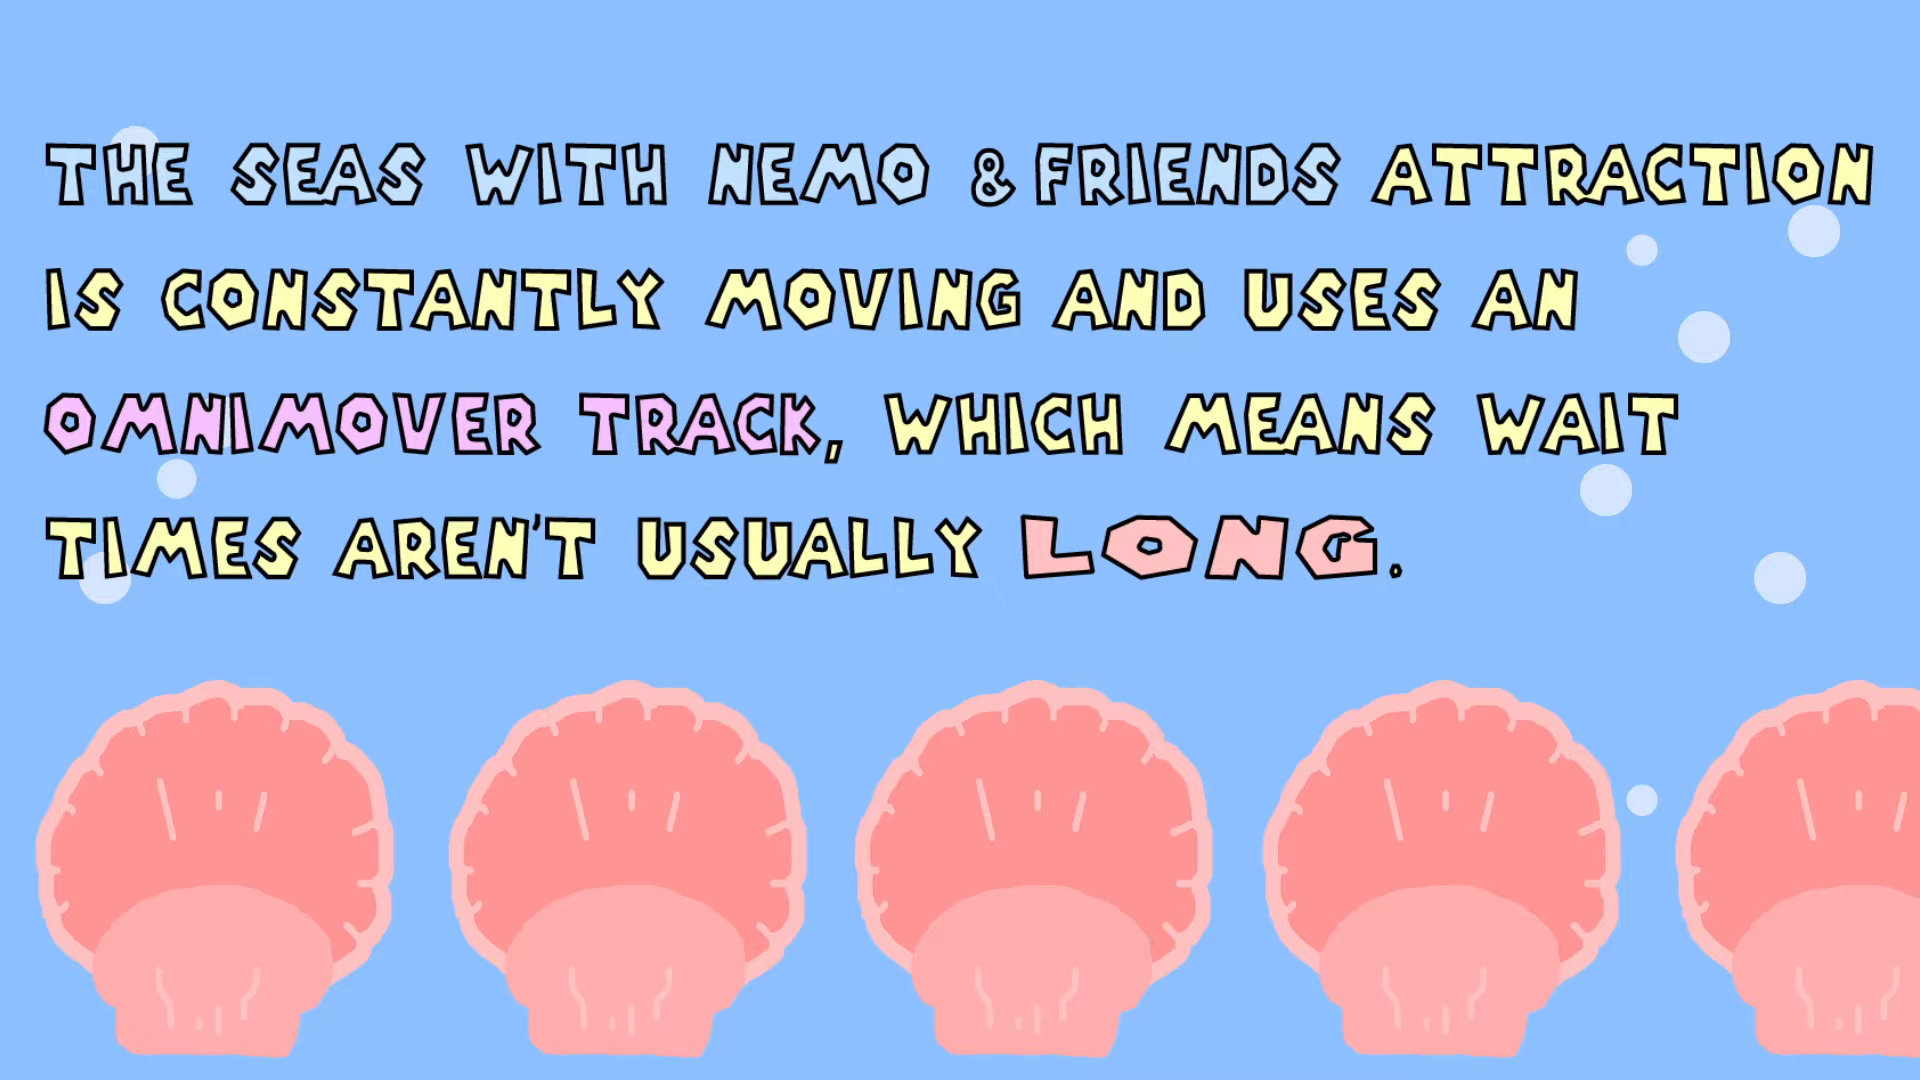 THE SEAS WITH NEMO & FRIENDS ATTRACTION
IS CONSTANTLY MOVING AND USES AN
OMNIMOVER TRACK, WHICH MEANS WAIT
TIMES AREN'T USUALLY LONG.